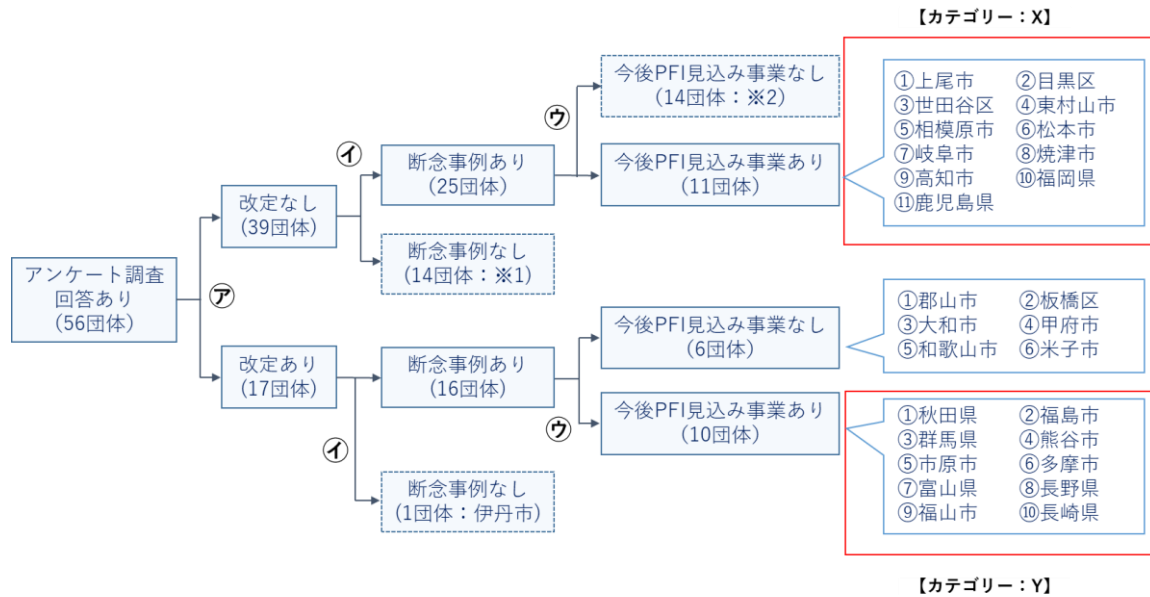 【カテゴリー：X】
今後PFI見込み事業なし
(14団体：※2)
①上尾市 ②目黒区
③世田谷区 ④東村山市
⑤相模原市 ⑥松本市
⑦岐阜市 ⑧焼津市
⑨高知市 ⑩福岡県
⑪鹿児島県
㋒
㋑
断念事例あり
(25団体)
今後PFI見込み事業あり
(11団体)
改定なし
(39団体)
断念事例なし
(14団体：※1)
アンケート調査
回答あり
(56団体)
㋐
①郡山市 ②板橋区
③大和市 ④甲府市
⑤和歌山市 ⑥米子市
今後PFI見込み事業なし
(6団体)
改定あり
(17団体)
断念事例あり
(16団体)
今後PFI見込み事業あり
(10団体)
㋒
㋑
①秋田県 ②福島市
③群馬県 ④熊谷市
⑤市原市 ⑥多摩市
⑦富山県 ⑧長野県
⑨福山市 ⑩長崎県
断念事例なし
(1団体：伊丹市)
【カテゴリー：Y】